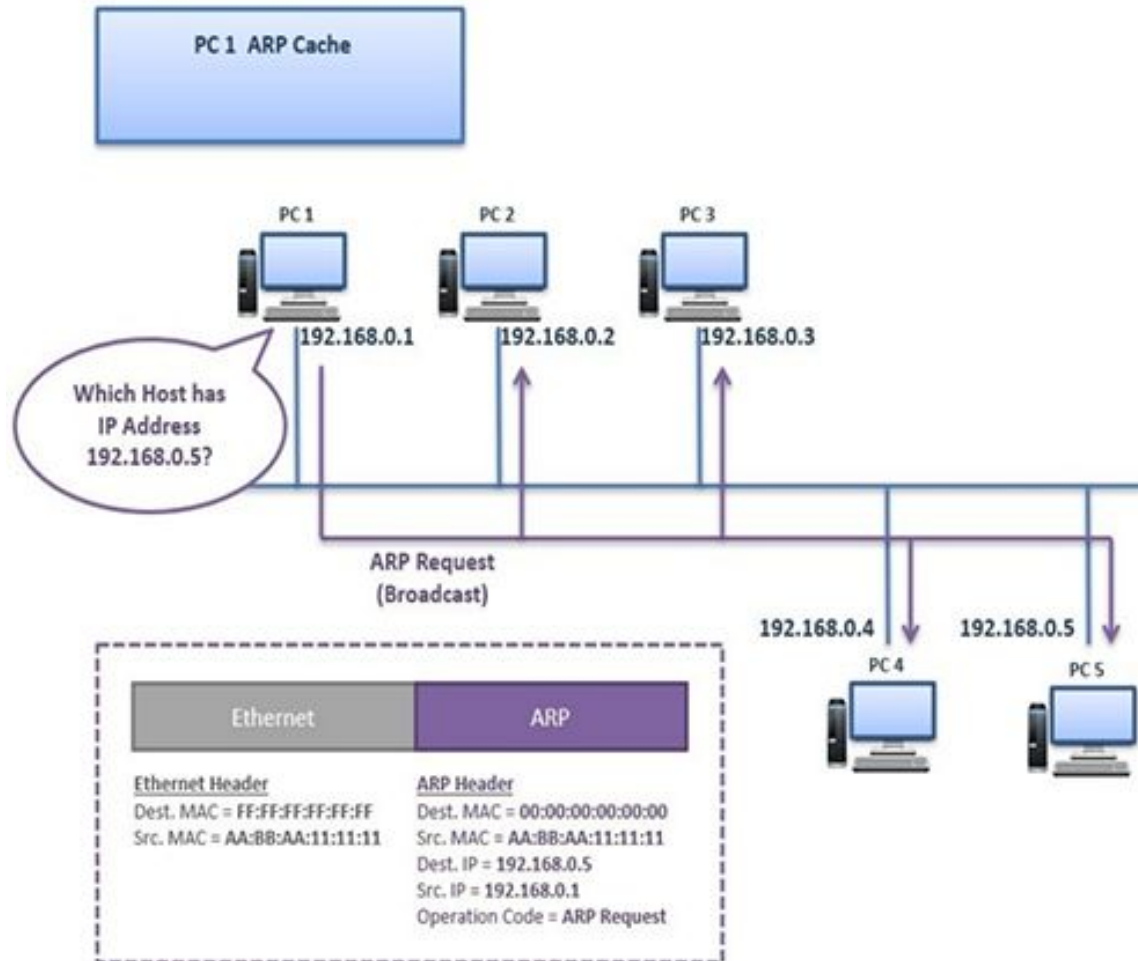 PC 1 ARP Cache
PC 1
PC 2
PC 3
192.168.0.1
192.168.0.2
192.168.0.3
Which Host has
IP Address
192.168.0.5?
ARP Request
(Broadcast)
192.168.0.4
192.168.0.5
PC 4
PC 5
Ethernet
ARP
Ethernet Header
Dest. MAC = FF:FF:FF:FF:FF:FF
Src. MAC = AA:BB:AA:11:11:11
ARP Header
Dest. MAC = 00:00:00:00:00:00
Src. MAC = AA:BB:AA:11:11:11
Dest. IP = 192.168.0.5
Src. IP = 192.168.0.1
Operation Code = ARP Request